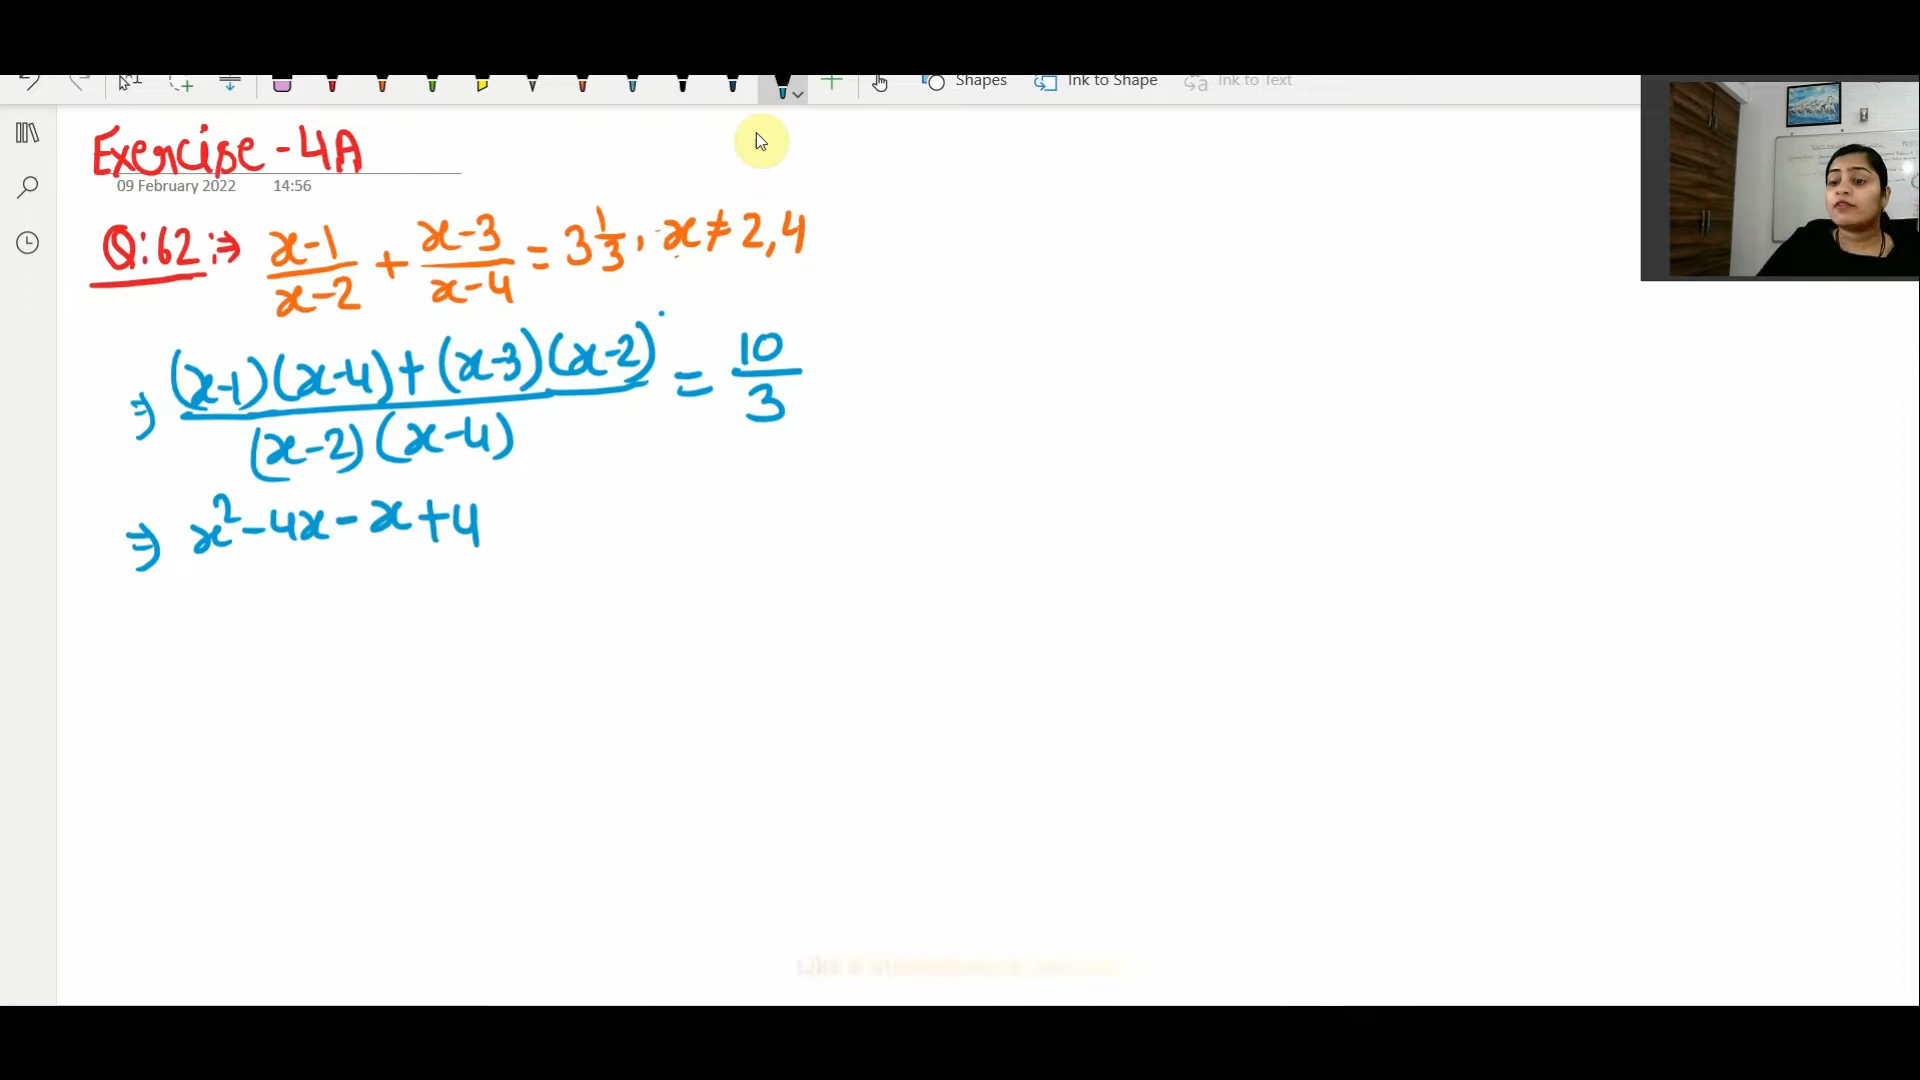 Shapes Ink to Shape Ink to Text
Exercise - 4A
09 February 2022 14:56
Q:62 :⇒ x-1/x-2 + x-3/x-4 = 3 1/3, x ≠ 2, 4
⇒ (x-1)(x-4)+(x-3)(x-2)/(x-2)(x-4) = 10/3
⇒ x² - 4x - x + 4